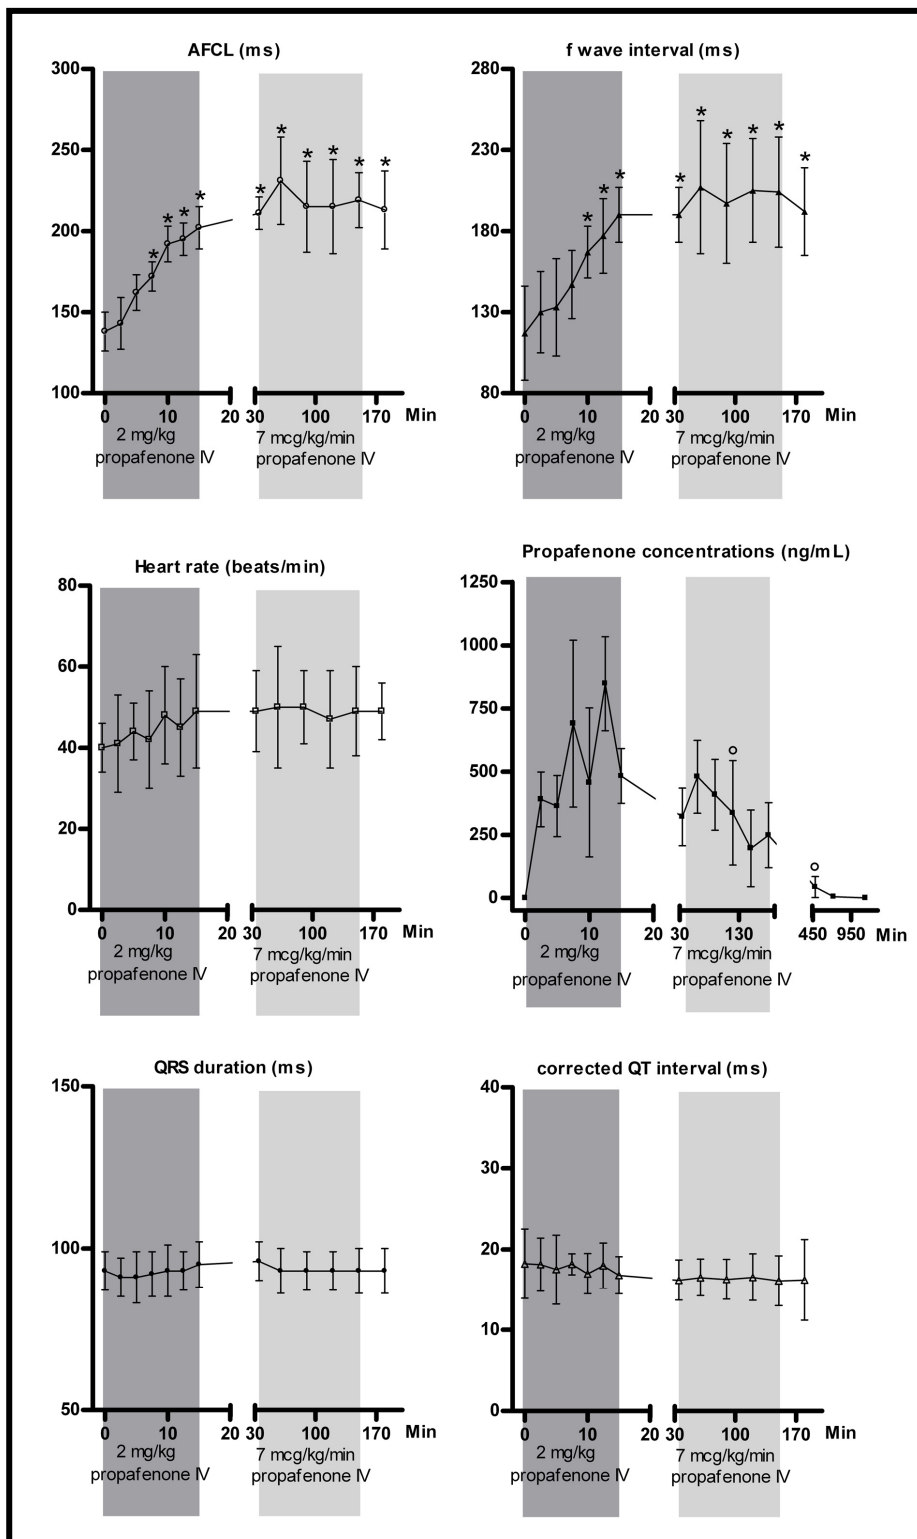 AFCL (ms)
300
250
200
150
100
* * * * * * * * * *
0 10 20 30 100 170 Min
2 mg/kg
propafenone IV
7 mcg/kg/min
propafenone IV
f wave interval (ms)
280
230
180
130
80
* * * * * * * * *
0 10 20 30 100 170 Min
2 mg/kg
propafenone IV
7 mcg/kg/min
propafenone IV
Heart rate (beats/min)
80
60
40
20
0
0 10 20 30 100 170 Min
2 mg/kg
propafenone IV
7 mcg/kg/min
propafenone IV
Propafenone concentrations (ng/mL)
1250
1000
750
500
250
0
0 10 20 30 130 450 950 Min
2 mg/kg
propafenone IV
7 mcg/kg/min
propafenone IV
QRS duration (ms)
150
100
50
0 10 20 30 100 170 Min
2 mg/kg
propafenone IV
7 mcg/kg/min
propafenone IV
corrected QT interval (ms)
40
30
20
10
0
0 10 20 30 100 170 Min
2 mg/kg
propafenone IV
7 mcg/kg/min
propafenone IV